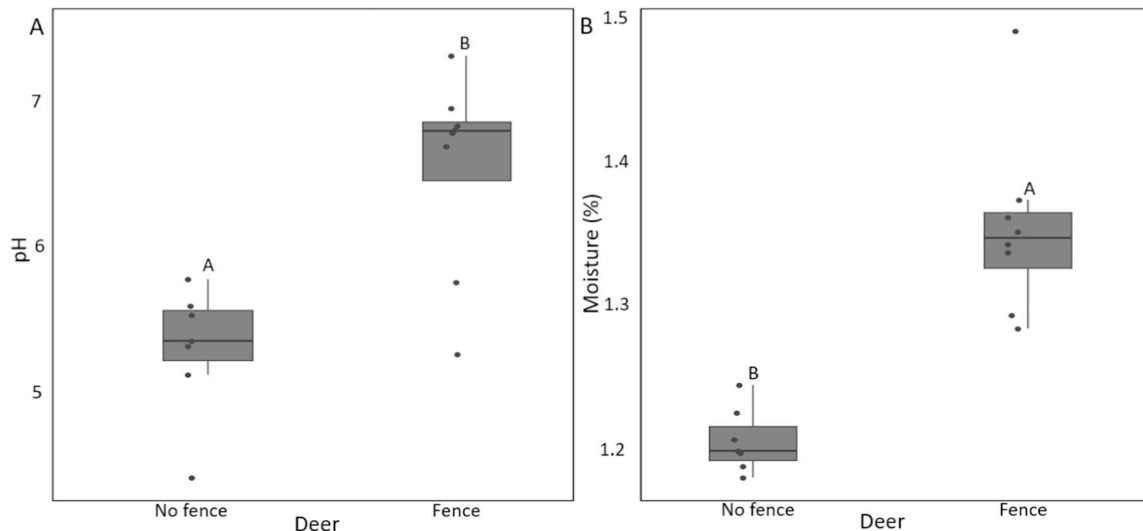 A
B
7
A
6
pH
5
No fence
Fence
Deer
B
1.5
1.4
A
Moisture (%)
1.3
B
1.2
No fence
Fence
Deer